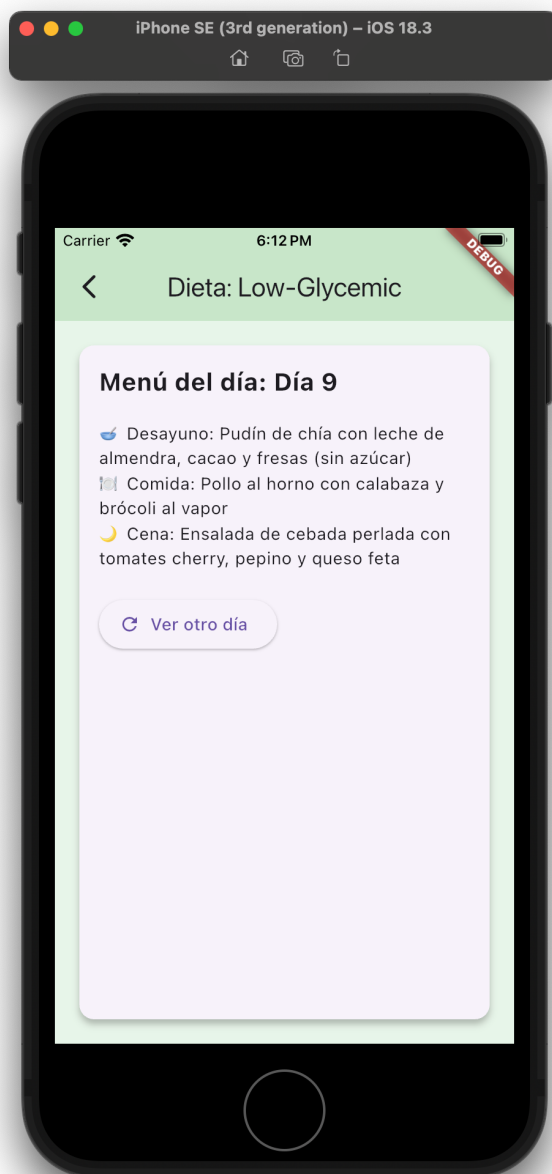 iPhone SE (3rd generation) – iOS 18.3
Carrier
6:12 PM
DEBUG
Dieta: Low-Glycemic
Menú del día: Día 9
🥣 Desayuno: Pudín de chía con leche de
almendra, cacao y fresas (sin azúcar)
🍽️ Comida: Pollo al horno con calabaza y
brócoli al vapor
🌙 Cena: Ensalada de cebada perlada con
tomates cherry, pepino y queso feta
Ver otro día